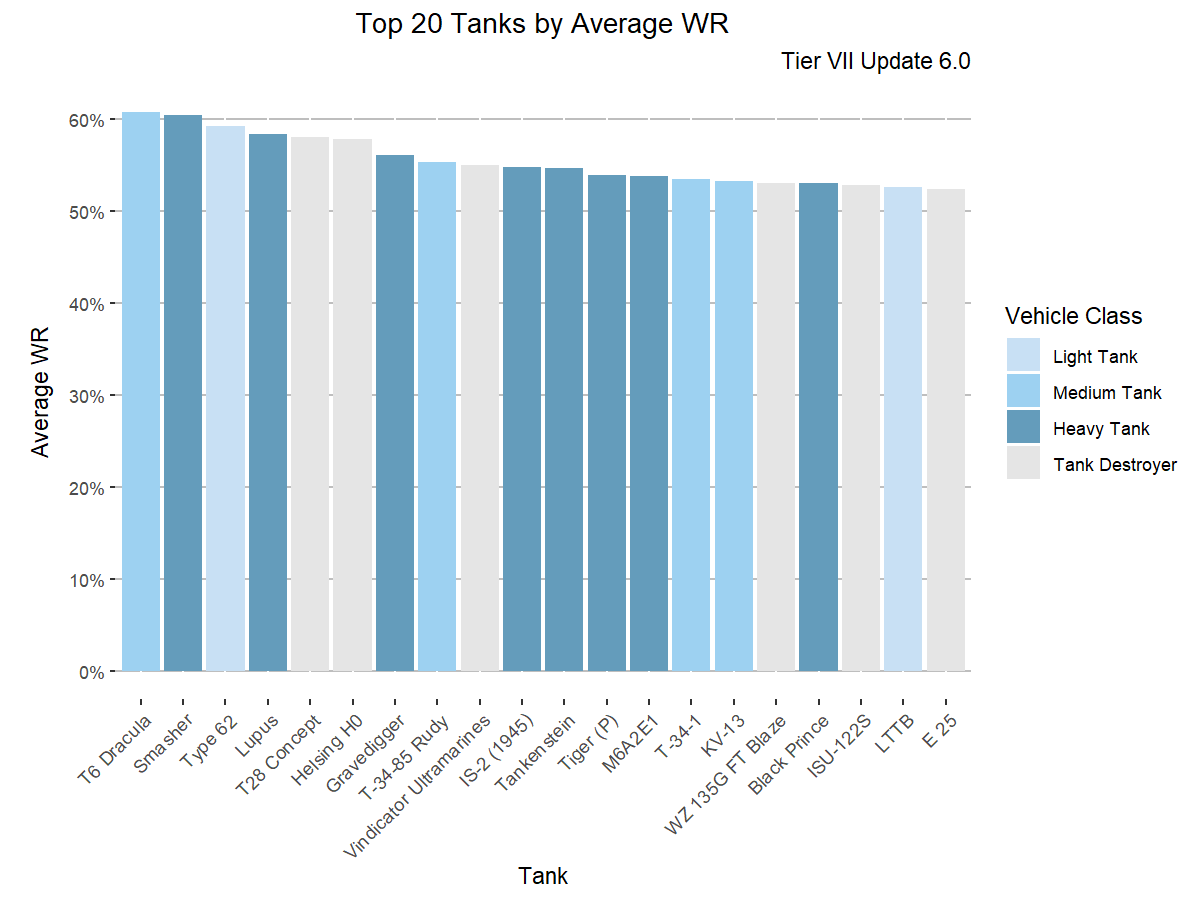 Top 20 Tanks by Average WR
Tier VII Update 6.0
Average WR
60%
50%
40%
30%
20%
10%
0%
T6 Dracula
Smasher
Type 62
Lupus
T28 Concept
Helsing H0
Gravedigger
T-34-85 Rudy
Vindicator Ultramarines
IS-2 (1945)
Tankenstein
Tiger (P)
M6A2E1
T-34-1
KV-13
WZ 135G FT Blaze
Black Prince
ISU-122S
LTTB
E 25
Tank
Vehicle Class
Light Tank
Medium Tank
Heavy Tank
Tank Destroyer